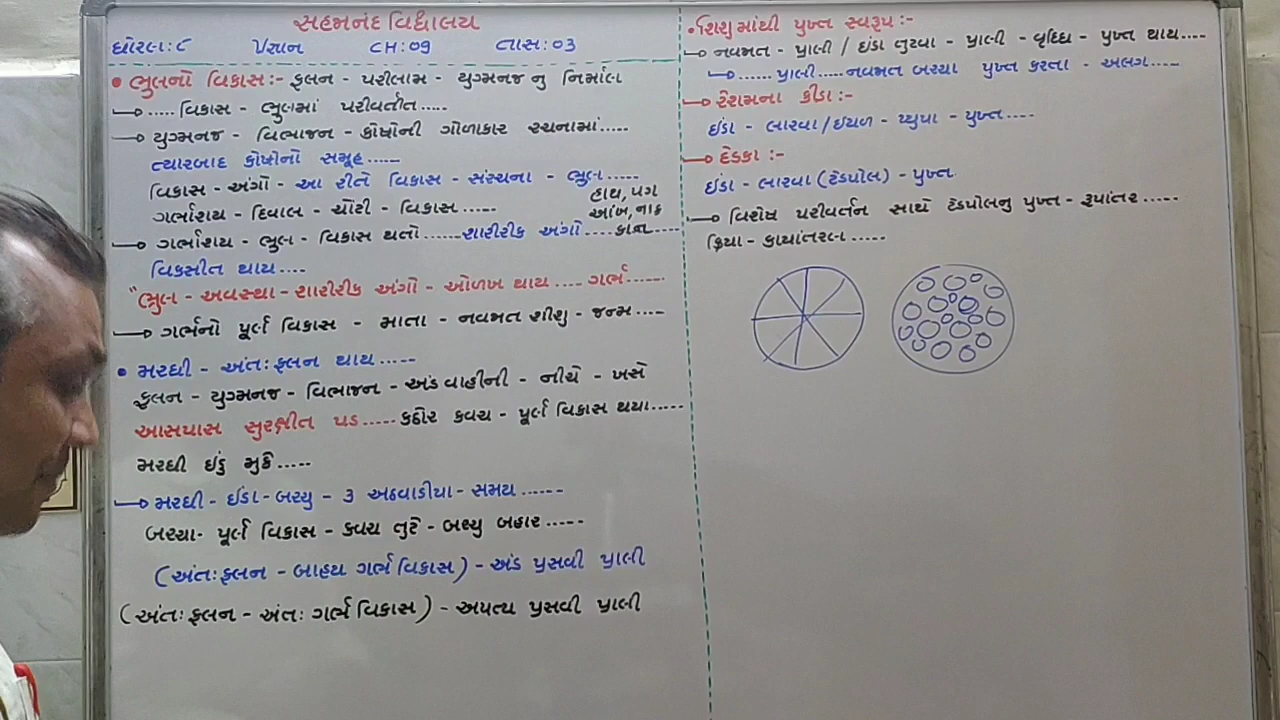 સહજાનંદ વિદ્યાલય
ધોરણ:૮ વિજ્ઞાન CH:09 તાસ:03
• ભ્રુણનો વિકાસ:- ફલન - પરીણામ - યુગ્મનજ નુ નિર્માણ
→ ..... વિકાસ - ભ્રુણમાં પરીવર્તીત.....
→ યુગ્મનજ - વિભાજન - કોષોની ગોળાકાર રચનામાં.....
ત્યારબાદ કોષોનો સમૂહ.....
વિકાસ - અંગો - આ રીતે વિકાસ - સંરચના - ભ્રુણ.....
ગર્ભાશય - દિવાલ - ચોંટી - વિકાસ.....
હાથ, પગ
આંખ, નાક
કાન.....
→ ગર્ભાશય - ભ્રુણ - વિકાસ થતો......શારીરીક અંગો....
વિકસીત થાય....
"ભ્રુણ - અવસ્થા - શારીરીક અંગો - ઓળખ થાય .... ગર્ભ......
→ ગર્ભનો પૂર્ણ વિકાસ - માતા - નવજાત શીશુ - જન્મ....
• મરઘી - અંતઃફલન થાય.....
ફલન - યુગ્મનજ - વિભાજન - અંડવાહીની - નીચે - ખસે
આસપાસ સુરક્ષીત પડ..... કઠોર કવચ - પૂર્ણ વિકાસ થયા.....
મરઘી ઈંડુ મુકે.....
→ મરઘી - ઈંડા - બચ્ચુ - ૩ અઠવાડીયા - સમય......
બચ્ચા - પૂર્ણ વિકાસ - કવચ તુટે - બચ્ચુ બહાર.....
(અંતઃફલન - બાહ્ય ગર્ભ વિકાસ) - અંડ પ્રસવી પ્રાણી
(અંતઃ ફલન - અંતઃ ગર્ભ વિકાસ) - અપત્ય પ્રસવી પ્રાણી
• શિશુમાંથી પુખ્ત સ્વરૂપ:-
→ નવજાત - પ્રાણી / ઇંડા તુટવા - પ્રાણી - વૃધ્ધિ - પુખ્ત થાય....
→ ...... પ્રાણી..... નવજાત બચ્ચા પુખ્ત કરતા - અલગ.....
→ રેશમના કીડા:-
ઈંડા - લારવા/ઇયળ - પ્યુપા - પુખ્ત....
→ દેડકા:-
ઈંડા - લારવા (ટેડપોલ) - પુખ્ત
→ વિશેષ પરીવર્તન સાથે ટેડપોલનુ પુખ્ત - રૂપાંતર.....
ક્રિયા - કાયાંતરણ.....